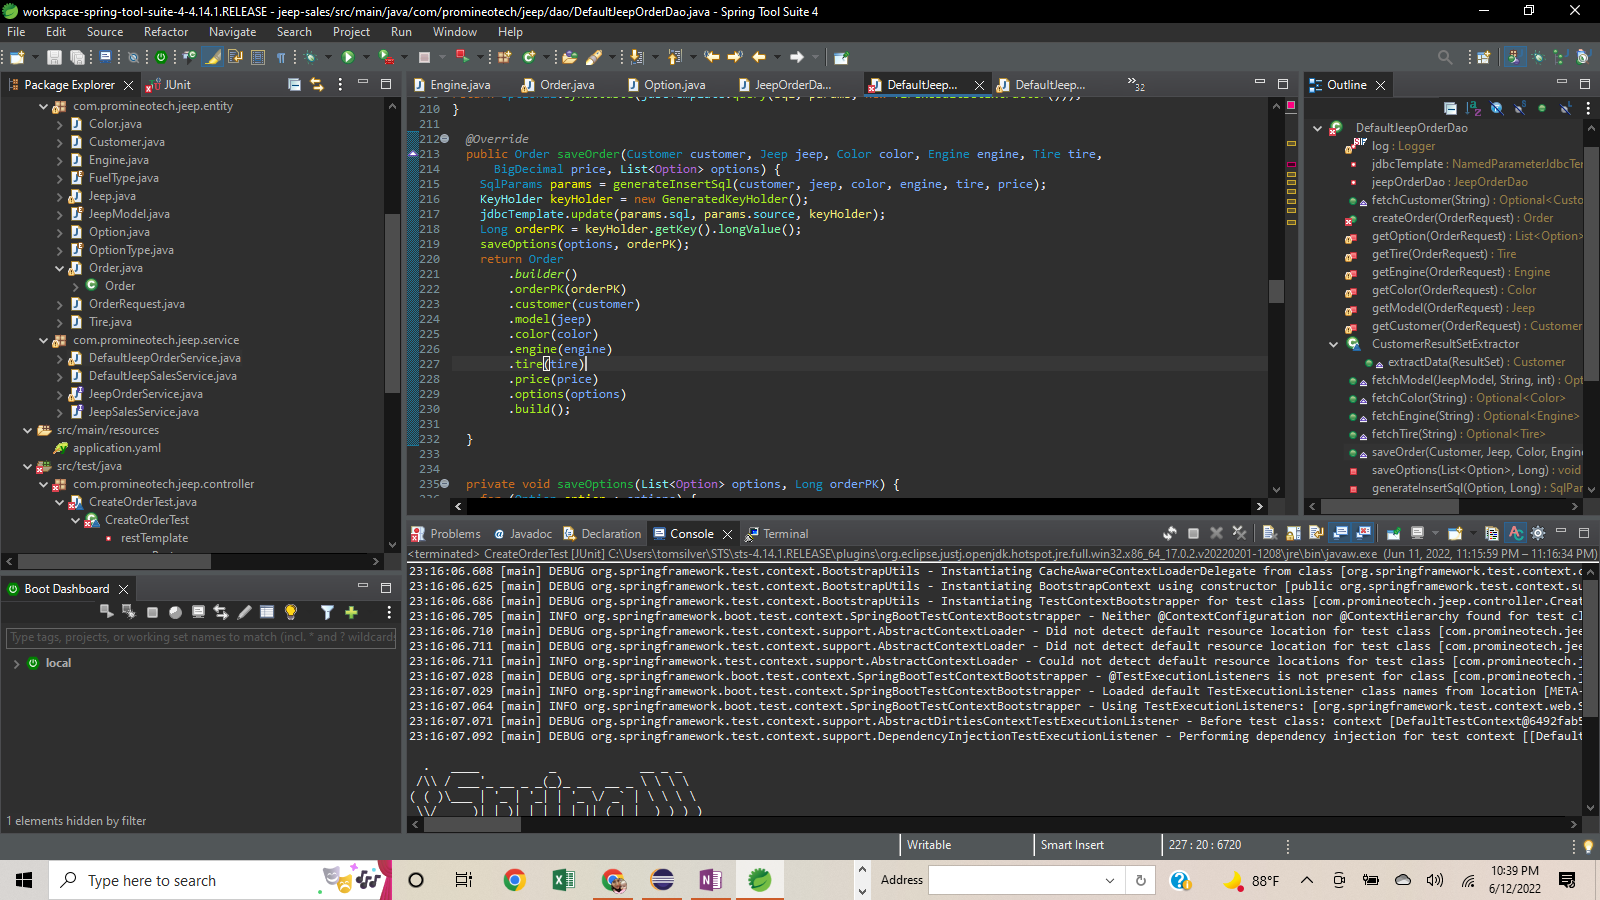 workspace-spring-tool-suite-4-4.14.1.RELEASE - jeep-sales/src/main/java/com/promineotech/jeep/dao/DefaultJeepOrderDao.java - Spring Tool Suite 4
File Edit Source Refactor Navigate Search Project Run Window Help
Package Explorer JUnit
com.promineotech.jeep.entity
Color.java
Customer.java
Engine.java
FuelType.java
Jeep.java
JeepModel.java
Option.java
OptionType.java
Order.java
Order
OrderRequest.java
Tire.java
com.promineotech.jeep.service
DefaultJeepOrderService.java
DefaultJeepSalesService.java
JeepOrderService.java
JeepSalesService.java
src/main/resources
application.yaml
src/test/java
com.promineotech.jeep.controller
CreateOrderTest.java
CreateOrderTest
restTemplate
Boot Dashboard
Type tags, projects, or working set names to match (incl. * and ? wildcards
local
1 elements hidden by filter
Engine.java Order.java Option.java JeepOrderDa... DefaultJeep... DefaultJeep... »32
210 }
211
212 @Override
213 public Order saveOrder(Customer customer, Jeep jeep, Color color, Engine engine, Tire tire,
214 BigDecimal price, List<Option> options) {
215 SqlParams params = generateInsertSql(customer, jeep, color, engine, tire, price);
216 KeyHolder keyHolder = new GeneratedKeyHolder();
217 jdbcTemplate.update(params.sql, params.source, keyHolder);
218 Long orderPK = keyHolder.getKey().longValue();
219 saveOptions(options, orderPK);
220 return Order
221 .builder()
222 .orderPK(orderPK)
223 .customer(customer)
224 .model(jeep)
225 .color(color)
226 .engine(engine)
227 .tire(tire)
228 .price(price)
229 .options(options)
230 .build();
231
232 }
233
234
235 private void saveOptions(List<Option> options, Long orderPK) {
Outline
DefaultJeepOrderDao
log : Logger
jdbcTemplate : NamedParameterJdbcTer
jeepOrderDao : JeepOrderDao
fetchCustomer(String) : Optional<Custo
createOrder(OrderRequest) : Order
getOption(OrderRequest) : List<Option>
getTire(OrderRequest) : Tire
getEngine(OrderRequest) : Engine
getColor(OrderRequest) : Color
getModel(OrderRequest) : Jeep
getCustomer(OrderRequest) : Customer
CustomerResultSetExtractor
extractData(ResultSet) : Customer
fetchModel(JeepModel, String, int) : Opt
fetchColor(String) : Optional<Color>
fetchEngine(String) : Optional<Engine>
fetchTire(String) : Optional<Tire>
saveOrder(Customer, Jeep, Color, Engine
saveOptions(List<Option>, Long) : void
generateInsertSql(Option, Long) : SqlPar
Problems Javadoc Declaration Console Terminal
<terminated> CreateOrderTest [JUnit] C:\Users\tomsilver\STS\sts-4.14.1.RELEASE\plugins\org.eclipse.justj.openjdk.hotspot.jre.full.win32.x86_64_17.0.2.v20220201-1208\jre\bin\javaw.exe (Jun 11, 2022, 11:15:59 PM – 11:16:34 PM)
23:16:06.608 [main] DEBUG org.springframework.test.context.BootstrapUtils - Instantiating CacheAwareContextLoaderDelegate from class [org.springframework.test.context.c
23:16:06.625 [main] DEBUG org.springframework.test.context.BootstrapUtils - Instantiating BootstrapContext using constructor [public org.springframework.test.context.su
23:16:06.686 [main] DEBUG org.springframework.test.context.BootstrapUtils - Instantiating TestContextBootstrapper for test class [com.promineotech.jeep.controller.Creat
23:16:06.705 [main] INFO org.springframework.boot.test.context.SpringBootTestContextBootstrapper - Neither @ContextConfiguration nor @ContextHierarchy found for test cl
23:16:06.710 [main] DEBUG org.springframework.test.context.support.AbstractContextLoader - Did not detect default resource location for test class [com.promineotech.jee
23:16:06.711 [main] DEBUG org.springframework.test.context.support.AbstractContextLoader - Did not detect default resource location for test class [com.promineotech.jee
23:16:06.711 [main] INFO org.springframework.test.context.support.AbstractContextLoader - Could not detect default resource locations for test class [com.promineotech.j
23:16:07.028 [main] DEBUG org.springframework.boot.test.context.SpringBootTestContextBootstrapper - @TestExecutionListeners is not present for class [com.promineotech.j
23:16:07.029 [main] INFO org.springframework.boot.test.context.SpringBootTestContextBootstrapper - Loaded default TestExecutionListener class names from location [META-
23:16:07.064 [main] INFO org.springframework.boot.test.context.SpringBootTestContextBootstrapper - Using TestExecutionListeners: [org.springframework.boot.test.context.web.S
23:16:07.071 [main] DEBUG org.springframework.test.context.support.AbstractDirtiesContextTestExecutionListener - Before test class: context [DefaultTestContext@6492fab5
23:16:07.092 [main] DEBUG org.springframework.test.context.support.DependencyInjectionTestExecutionListener - Performing dependency injection for test context [[Default
Writable Smart Insert 227 : 20 : 6720
Type here to search
Address
88°F
10:39 PM
6/12/2022